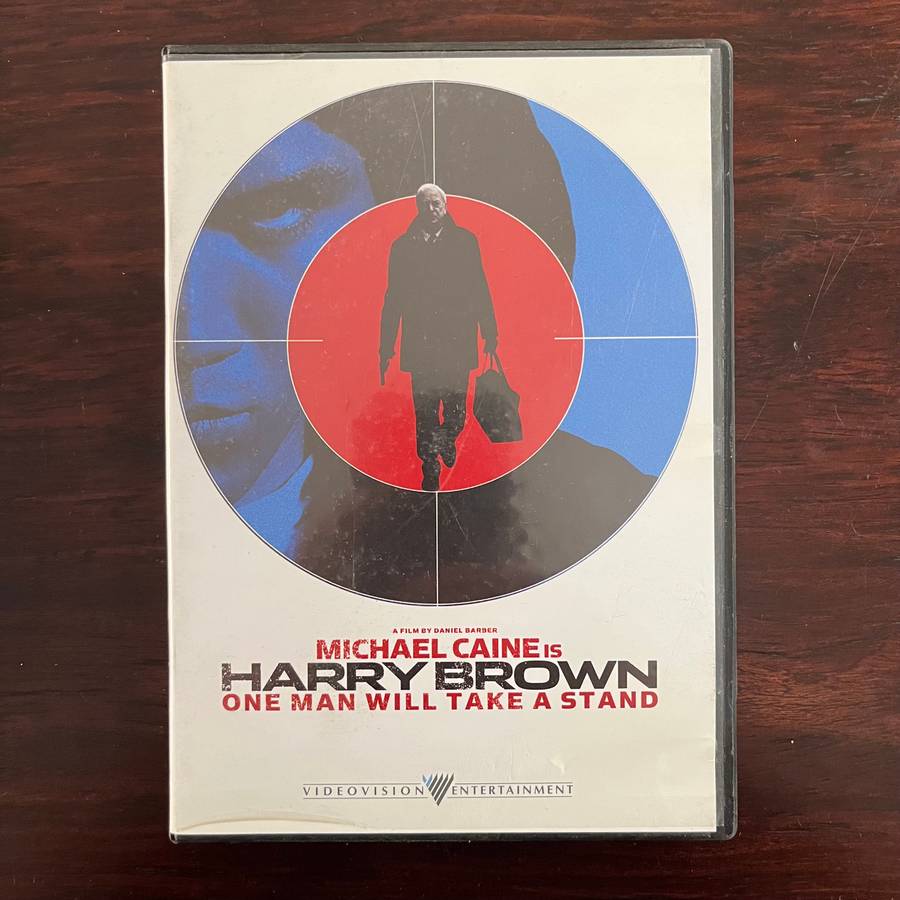 A FILM BY DANIEL BARBER
MICHAEL CAINE IS
HARRY BROWN
ONE MAN WILL TAKE A STAND
VIDEOVISION ENTERTAINMENT